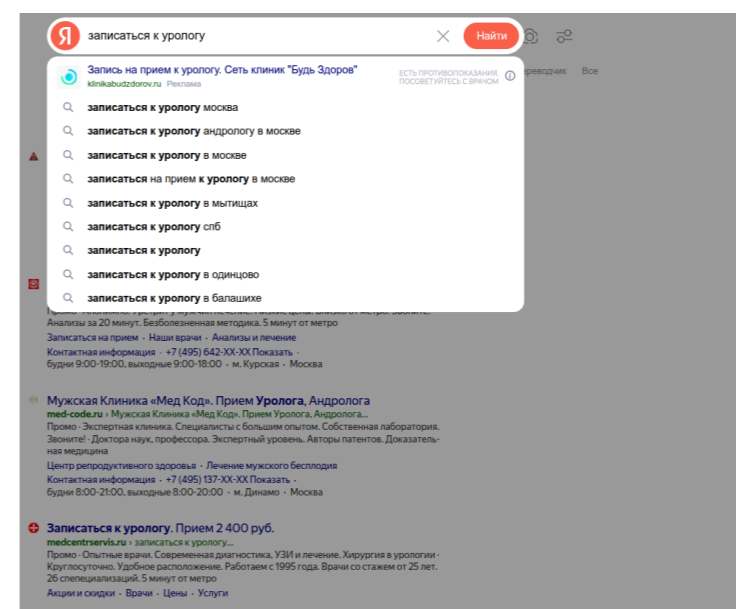 Я записаться к урологу Найти
Запись на прием к урологу. Сеть клиник "Будь Здоров"
klinikabudzdorov.ru Реклама
ЕСТЬ ПРОТИВОПОКАЗАНИЯ.
ПОСОВЕТУЙТЕСЬ С ВРАЧОМ
реводчик Все
записаться к урологу москва
записаться к урологу андрологу в москве
записаться к урологу в москве
записаться на прием к урологу в москве
записаться к урологу в мытищах
записаться к урологу спб
записаться к урологу
записаться к урологу в одинцово
записаться к урологу в балашихе
Анализы за 20 минут. Безболезненная методика. 5 минут от метро
Записаться на прием · Наши врачи · Анализы и лечение
Контактная информация · +7 (495) 642-XX-XX Показать ·
будни 9:00-19:00, выходные 9:00-18:00 · м. Курская · Москва
Мужская Клиника «Мед Код». Прием Уролога, Андролога
med-code.ru › Мужская Клиника «Мед Код». Прием Уролога, Андролога...
Промо · Экспертная клиника. Специалисты с большим опытом. Собственная лаборатория.
Звоните! · Доктора наук, профессора. Экспертный уровень. Авторы патентов. Доказатель-
ная медицина
Центр репродуктивного здоровья · Лечение мужского бесплодия
Контактная информация · +7 (495) 137-XX-XX Показать ·
будни 8:00-21:00, выходные 8:00-20:00 · м. Динамо · Москва
Записаться к урологу. Прием 2 400 руб.
medcentrservis.ru › записаться к урологу...
Промо · Опытные врачи. Современная диагностика, УЗИ и лечение. Хирургия в урологии ·
Круглосуточно. Удобное расположение. Работаем с 1995 года. Врачи со стажем от 25 лет.
26 спепециализаций. 5 минут от метро
Акции и скидки · Врачи · Цены · Услуги